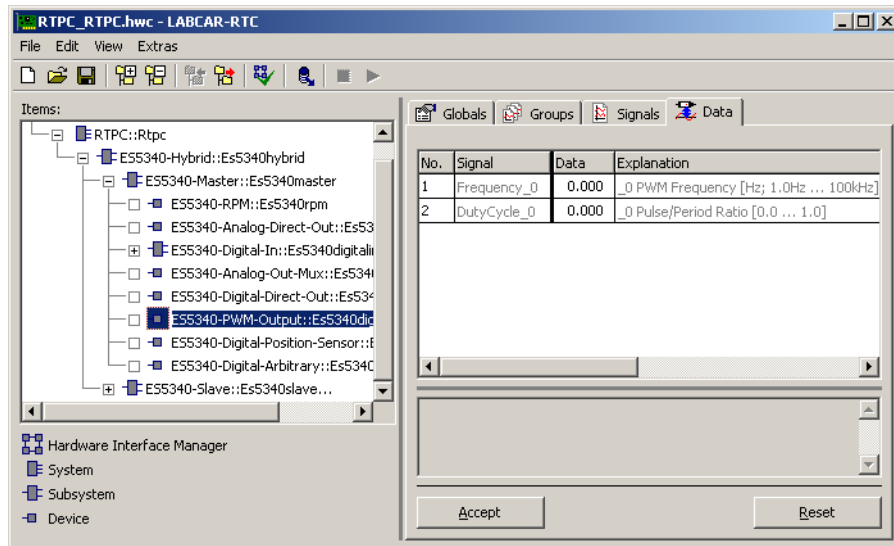 RTPC_RTPC.hwc - LABCAR-RTC
File Edit View Extras
Items:
RTPC::Rtpc
ES5340-Hybrid::Es5340hybrid
ES5340-Master::Es5340master
ES5340-RPM::Es5340rpm
ES5340-Analog-Direct-Out::Es53
ES5340-Digital-In::Es5340digitali
ES5340-Analog-Out-Mux::Es534
ES5340-Digital-Direct-Out::Es534
ES5340-PWM-Output::Es5340dig
ES5340-Digital-Position-Sensor::E
ES5340-Digital-Arbitrary::Es534
ES5340-Slave::Es5340slave...
Hardware Interface Manager
System
Subsystem
Device
Globals Groups Signals Data
No. Signal Data Explanation
1 Frequency_0 0.000 _0 PWM Frequency [Hz; 1.0Hz ... 100kHz]
2 DutyCycle_0 0.000 _0 Pulse/Period Ratio [0.0 ... 1.0]
Accept Reset